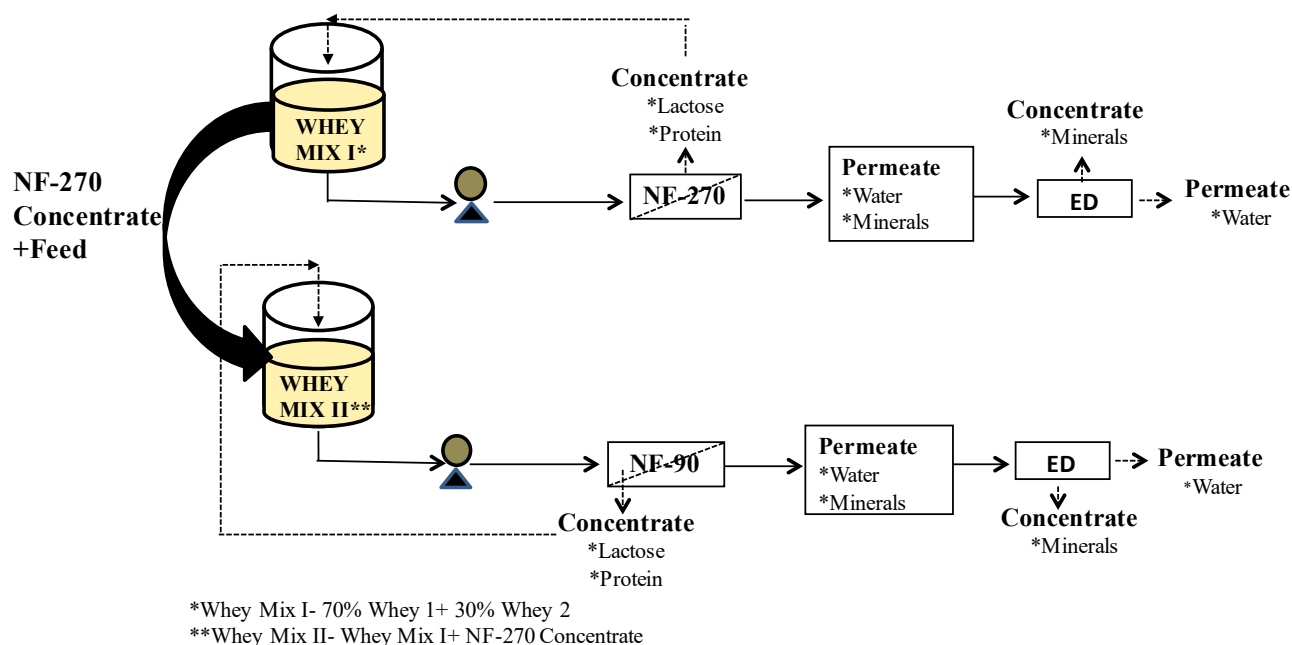 Concentrate
*Lactose
*Protein
Concentrate
*Minerals
WHEY
MIX I*
NF-270
Concentrate
+Feed
NF-270
Permeate
*Water
*Minerals
ED
Permeate
*Water
WHEY
MIX II**
NF-90
Permeate
*Water
*Minerals
ED
Permeate
*Water
Concentrate
*Lactose
*Protein
Concentrate
*Minerals
*Whey Mix I- 70% Whey 1+ 30% Whey 2
**Whey Mix II- Whey Mix I+ NF-270 Concentrate